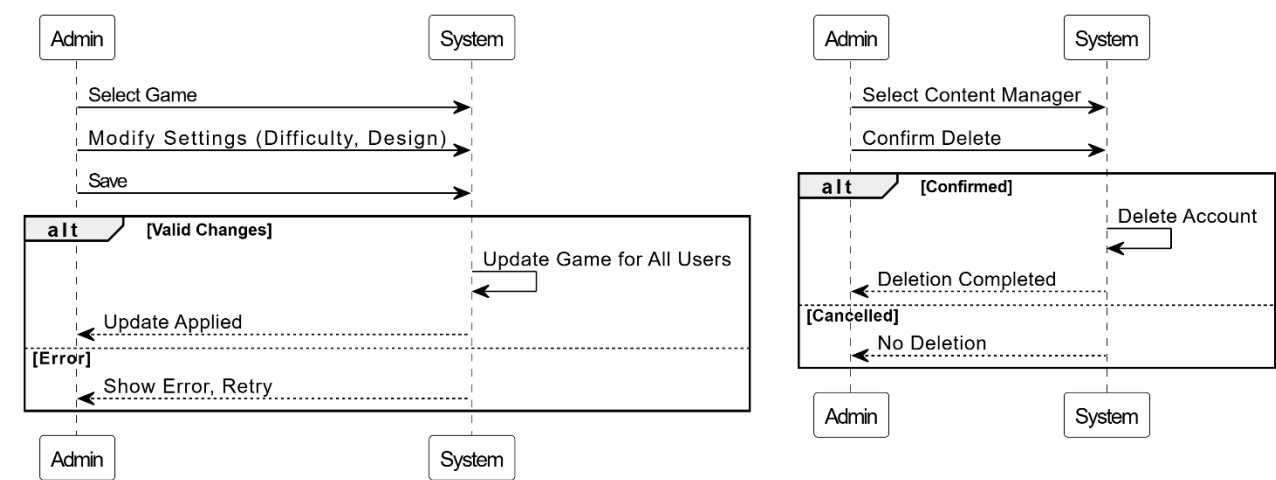 Admin
System
Select Game
Modify Settings (Difficulty, Design)
Save
alt
[Valid Changes]
Update Game for All Users
Update Applied
[Error]
Show Error, Retry
Admin
System
Admin
System
Select Content Manager
Confirm Delete
alt
[Confirmed]
Delete Account
Deletion Completed
[Cancelled]
No Deletion
Admin
System